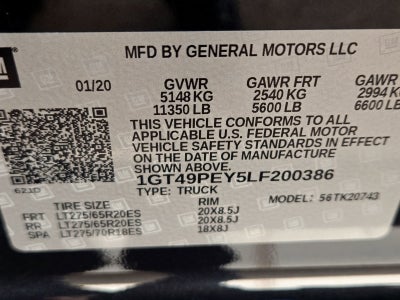 GM
MFD BY GENERAL MOTORS LLC
01/20 GVWR GAWR FRT GAWR
5148 KG 2540 KG 2994 KG
11350 LB 5600 LB 6600 LB
THIS VEHICLE CONFORMS TO ALL
APPLICABLE U.S. FEDERAL MOTOR
VEHICLE SAFETY STANDARDS IN EFFECT
ON THE DATE OF MANUFACTURE
SHOWN ABOVE.
1GT49PEY5LF200386
TYPE: TRUCK MODEL: 56TK20743
TIRE SIZE RIM
FRT LT275/65R20ES 20X8.5J
RR LT275/65R20ES 20X8.5J
SPA LT275/70R18ES 18X8J